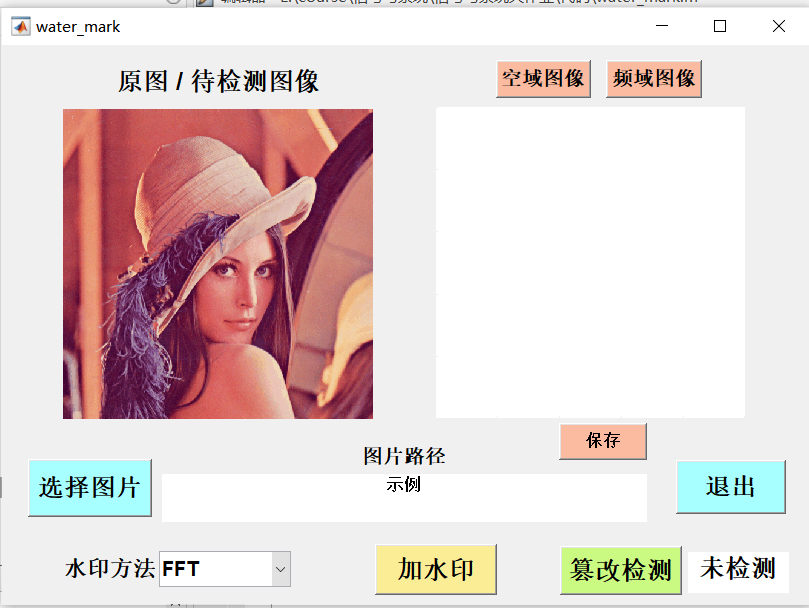 water_mark
原图 / 待检测图像
空域图像 频域图像
保存
图片路径
选择图片
示例
退出
水印方法 FFT
加水印
篡改检测
未检测